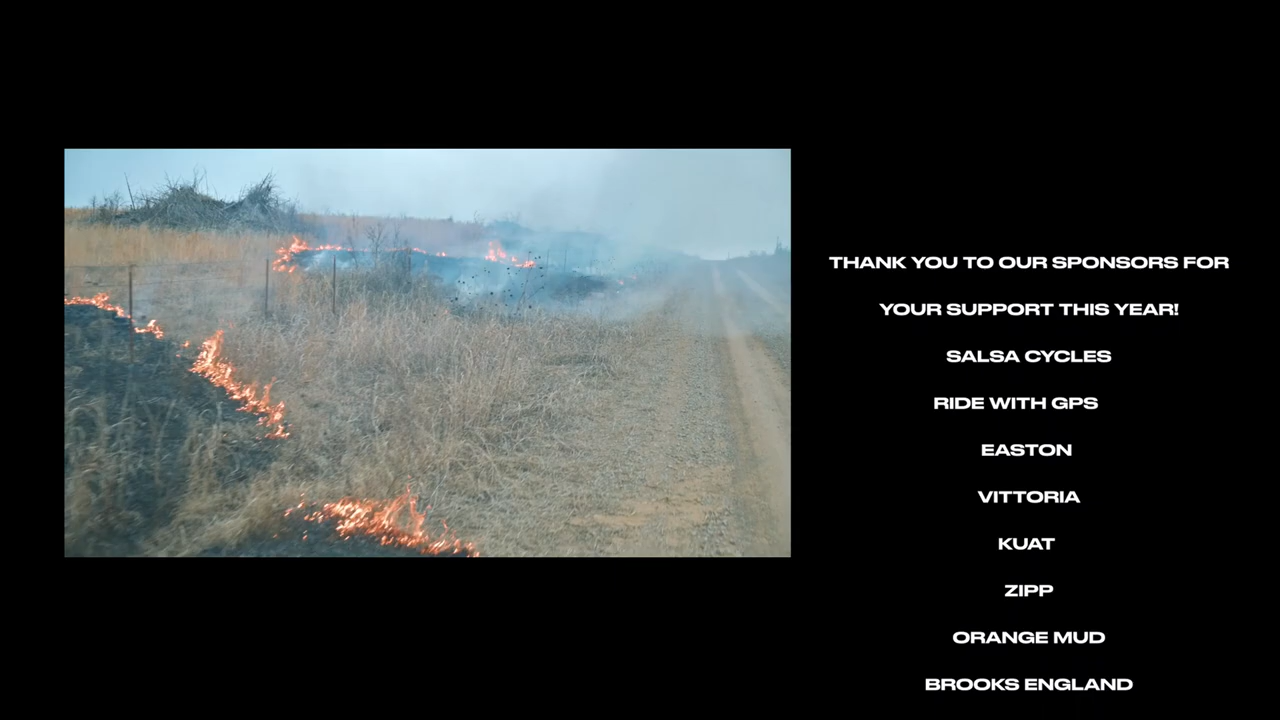 THANK YOU TO OUR SPONSORS FOR
YOUR SUPPORT THIS YEAR!
SALSA CYCLES
RIDE WITH GPS
EASTON
VITTORIA
KUAT
ZIPP
ORANGE MUD
BROOKS ENGLAND